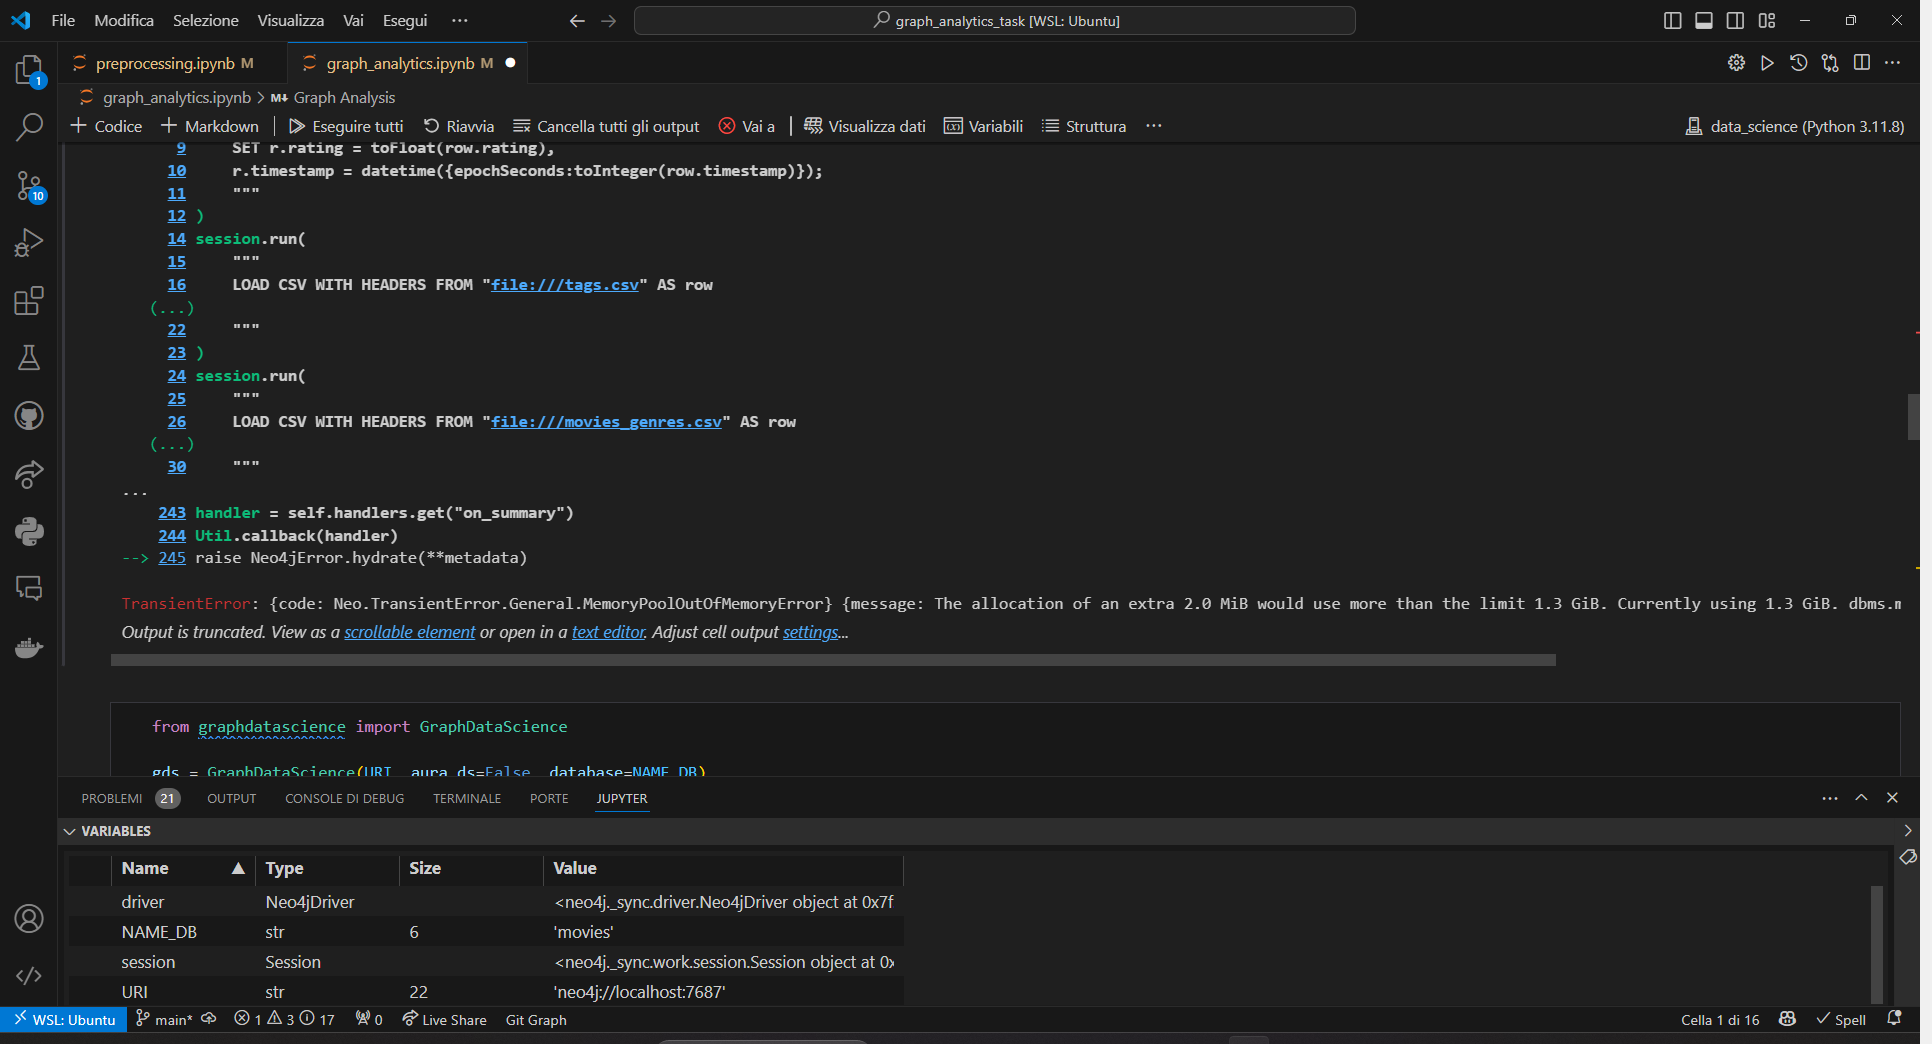 File Modifica Selezione Visualizza Vai Esegui ··· graph_analytics_task [WSL: Ubuntu]
preprocessing.ipynb M graph_analytics.ipynb M
graph_analytics.ipynb > M↓ Graph Analysis
+ Codice + Markdown Eseguire tutti Riavvia Cancella tutti gli output Vai a Visualizza dati Variabili Struttura ··· data_science (Python 3.11.8)
9 SET r.rating = toFloat(row.rating),
10 r.timestamp = datetime({epochSeconds:toInteger(row.timestamp)});
11 """
12 )
14 session.run(
15 """
16 LOAD CSV WITH HEADERS FROM "file:///tags.csv" AS row
(...)
22 """
23 )
24 session.run(
25 """
26 LOAD CSV WITH HEADERS FROM "file:///movies_genres.csv" AS row
(...)
30 """
...
243 handler = self.handlers.get("on_summary")
244 Util.callback(handler)
--> 245 raise Neo4jError.hydrate(**metadata)
TransientError: {code: Neo.TransientError.General.MemoryPoolOutOfMemoryError} {message: The allocation of an extra 2.0 MiB would use more than the limit 1.3 GiB. Currently using 1.3 GiB. dbms.m
Output is truncated. View as a scrollable element or open in a text editor. Adjust cell output settings...
from graphdatascience import GraphDataScience
gds = GraphDataScience(URI, aura_ds=False, database=NAME_DB)
PROBLEMI 21 OUTPUT CONSOLE DI DEBUG TERMINALE PORTE JUPYTER
VARIABLES
Name Type Size Value
driver Neo4jDriver <neo4j._sync.driver.Neo4jDriver object at 0x7f
NAME_DB str 6 'movies'
session Session <neo4j._sync.work.session.Session object at 0x
URI str 22 'neo4j://localhost:7687'
1
10
WSL: Ubuntu main* 1 3 17 0 Live Share Git Graph Cella 1 di 16 Spell